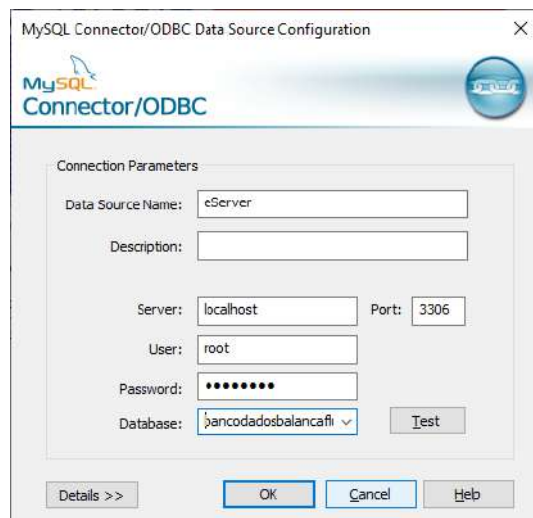 MySQL Connector/ODBC Data Source Configuration
MySQL
Connector/ODBC
Connection Parameters
Data Source Name: eServer
Description:
Server: localhost Port: 3306
User: root
Password: ••••••••
Database: bancodadosbalancaflu Test
Details >> OK Cancel Help